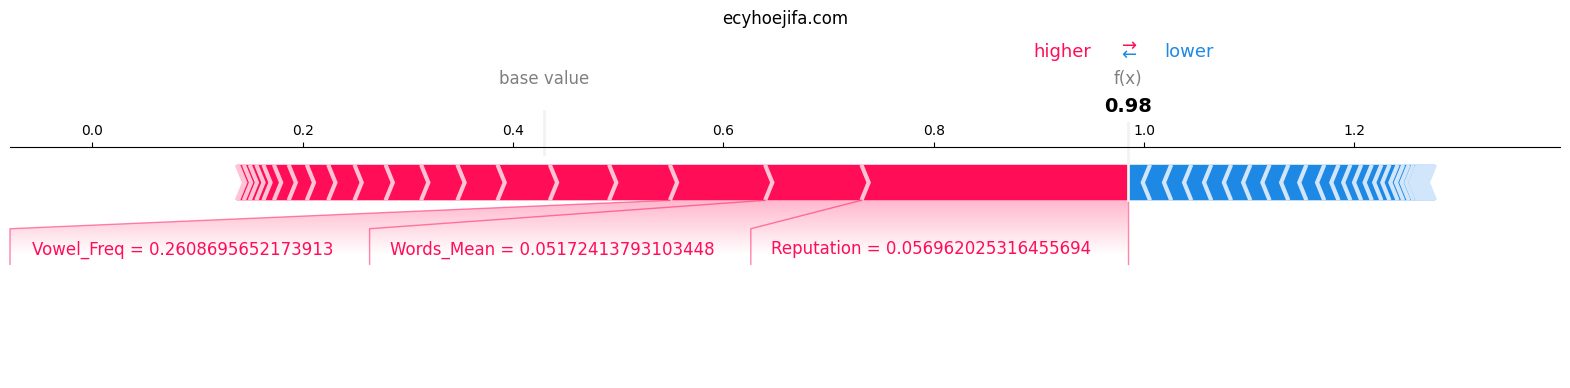 ecyhoejifa.com
higher ⇄ lower
base value f(x)
0.98
0.0 0.2 0.4 0.6 0.8 1.0 1.2
Vowel_Freq = 0.2608695652173913 Words_Mean = 0.05172413793103448 Reputation = 0.056962025316455694